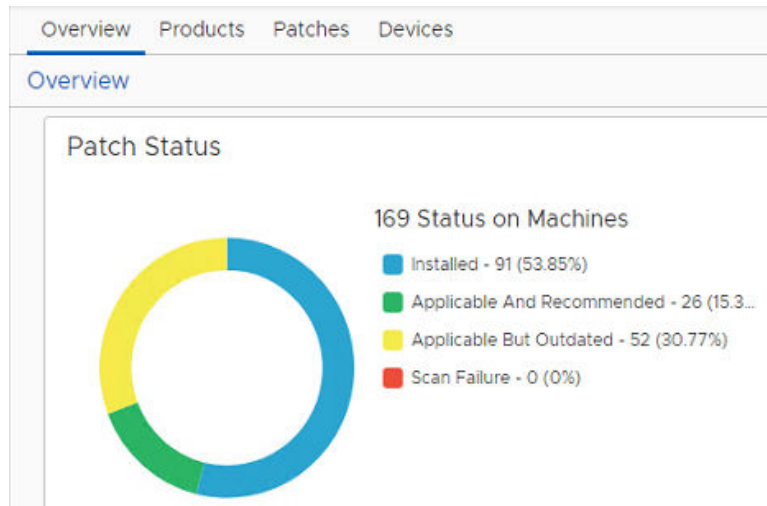 Overview Products Patches Devices
Overview
Patch Status
169 Status on Machines
Installed - 91 (53.85%)
Applicable And Recommended - 26 (15.3...
Applicable But Outdated - 52 (30.77%)
Scan Failure - 0 (0%)